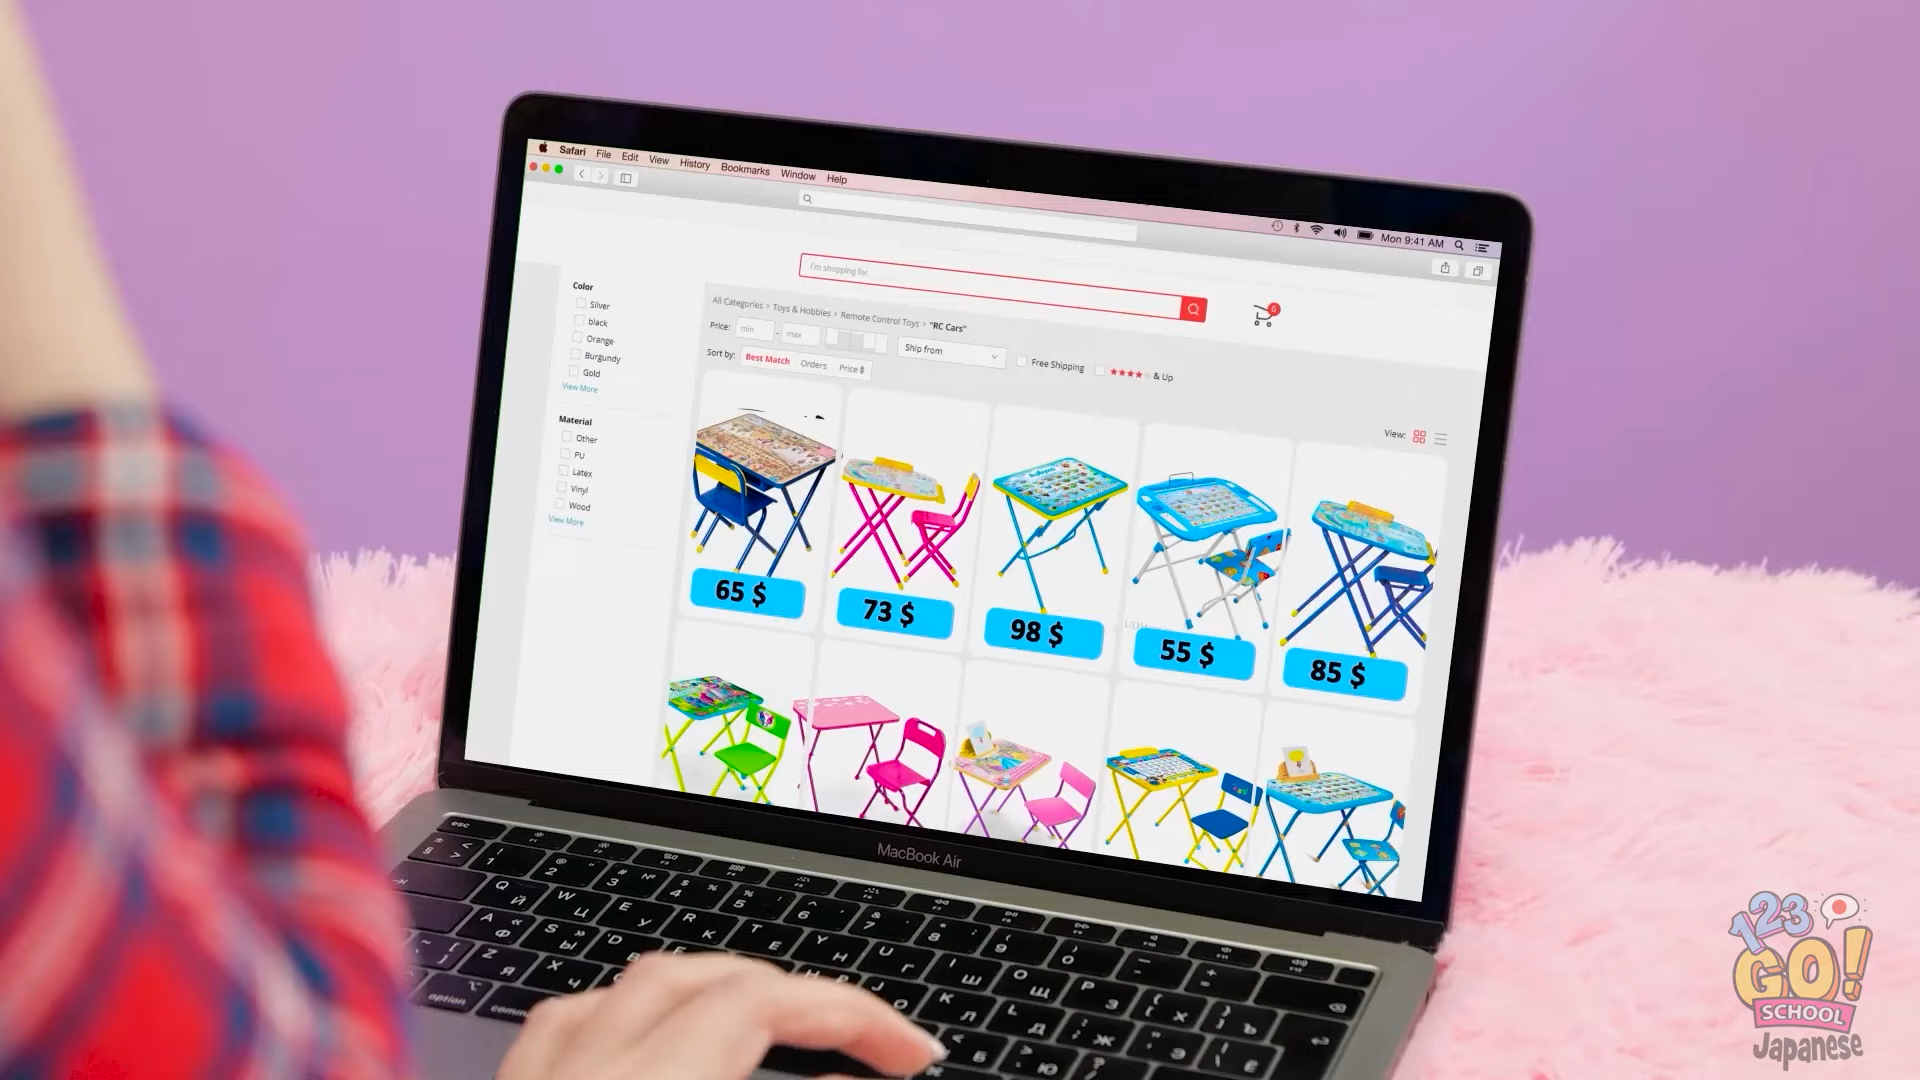 Safari File Edit View History Bookmarks Window Help
Mon 9:41 AM
I'm shopping for
0
All Categories > Toys & Hobbies > Remote Control Toys > "RC Cars"
Price: min - max Ship from Free Shipping & Up
Sort by: Best Match Orders Price
View:
Color
Silver
black
Orange
Burgundy
Gold
View More
Material
Other
PU
Latex
Vinyl
Wood
View More
65 $
73 $
98 $
55 $
85 $
MacBook Air
esc
option
123
GO!
SCHOOL
Japanese